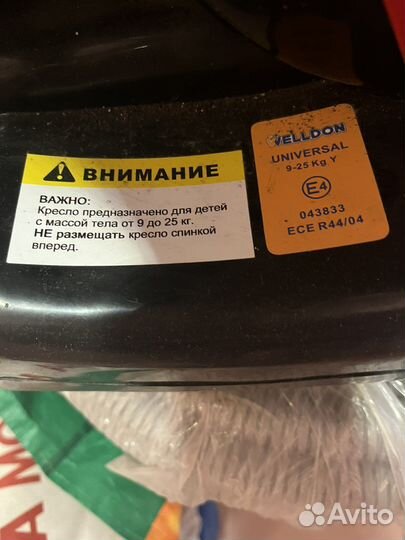 ВНИМАНИЕ
ВАЖНО:
Кресло предназначено для детей
с массой тела от 9 до 25 кг.
НЕ размещать кресло спинкой
вперед.
WELLDON
UNIVERSAL
9-25 Kg Y
E4
043833
ECE R44/04
Avito